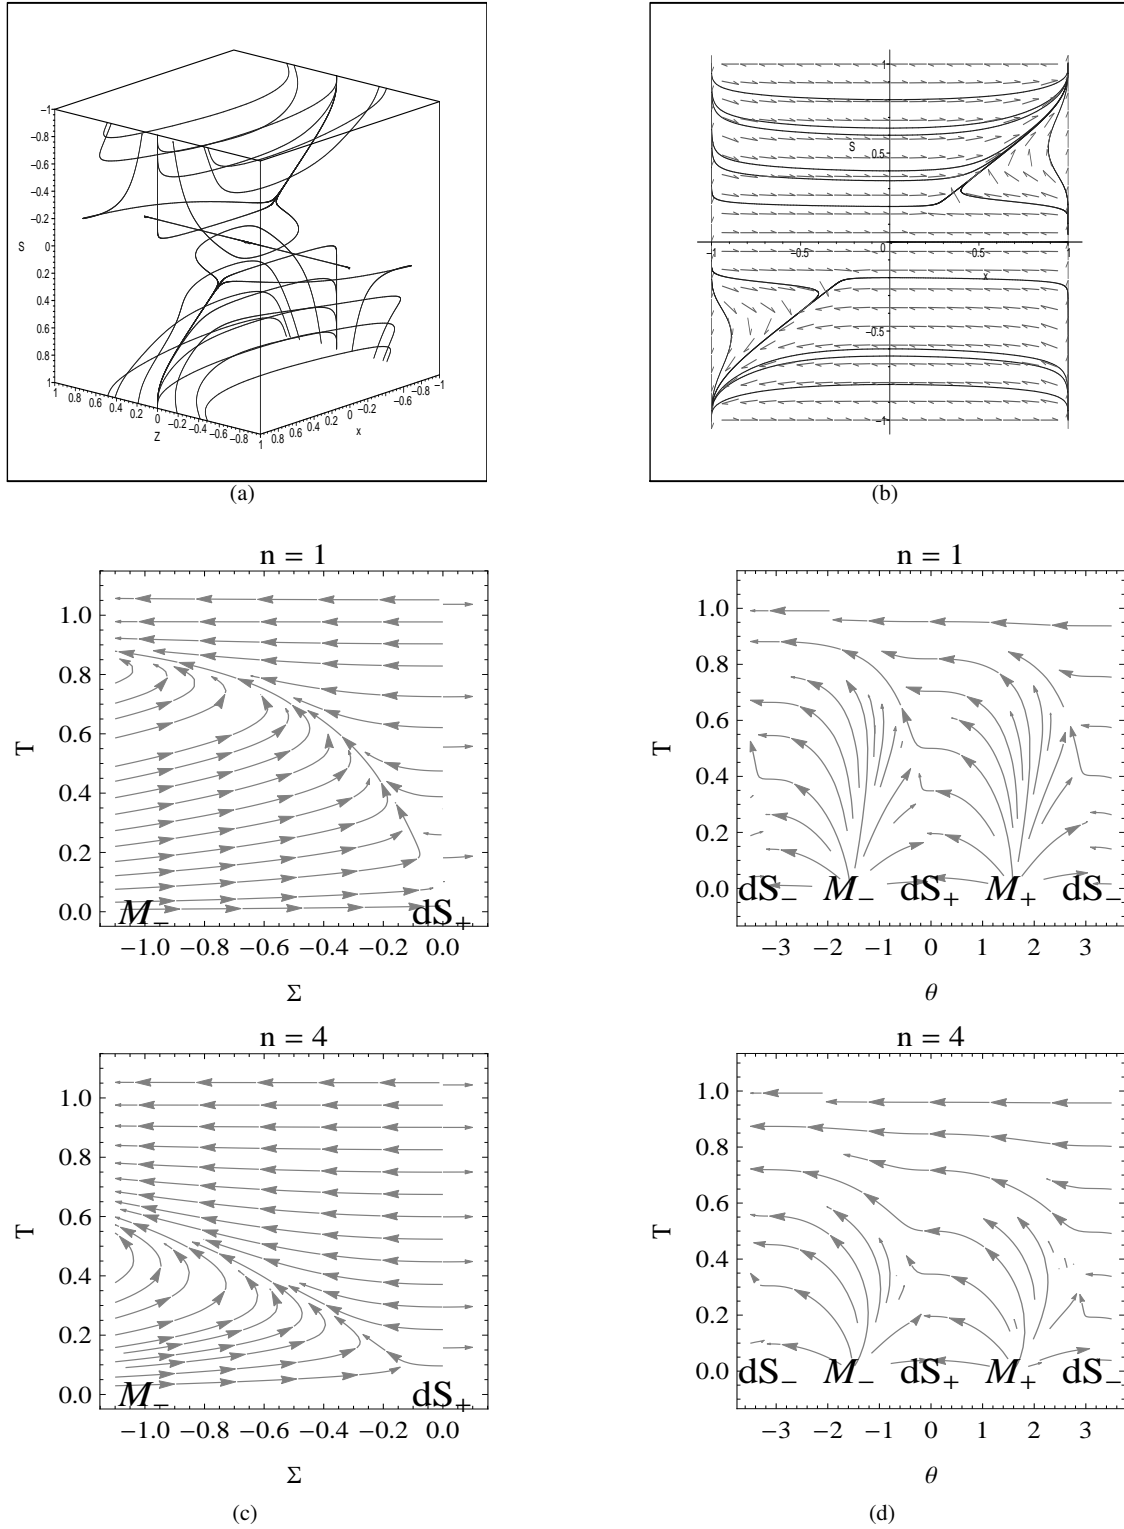 −1
−0.8
−0.6
−0.4
−0.2
S 0
0.2
0.4
0.6
0.8
1
1 0.8 0.6 0.4 0.2 0 −0.2 −0.4 −0.6 −0.8 1
Z
0.8 0.6 0.4 0.2 0 −0.2 −0.4 −0.6 −0.8 −1
x
(a)
1
S
0.5
−1 −0.5 0 0.5 1
x
−0.5
−1
(b)
n = 1
1.0
0.8
0.6
T
0.4
0.2
0.0
M− dS+
−1.0 −0.8 −0.6 −0.4 −0.2 0.0
Σ
n = 1
1.0
0.8
0.6
T
0.4
0.2
0.0
dS− M− dS+ M+ dS−
−3 −2 −1 0 1 2 3
θ
n = 4
1.0
0.8
0.6
T
0.4
0.2
0.0
M− dS+
−1.0 −0.8 −0.6 −0.4 −0.2 0.0
Σ
(c)
n = 4
1.0
0.8
0.6
T
0.4
0.2
0.0
dS− M− dS+ M+ dS−
−3 −2 −1 0 1 2 3
θ
(d)